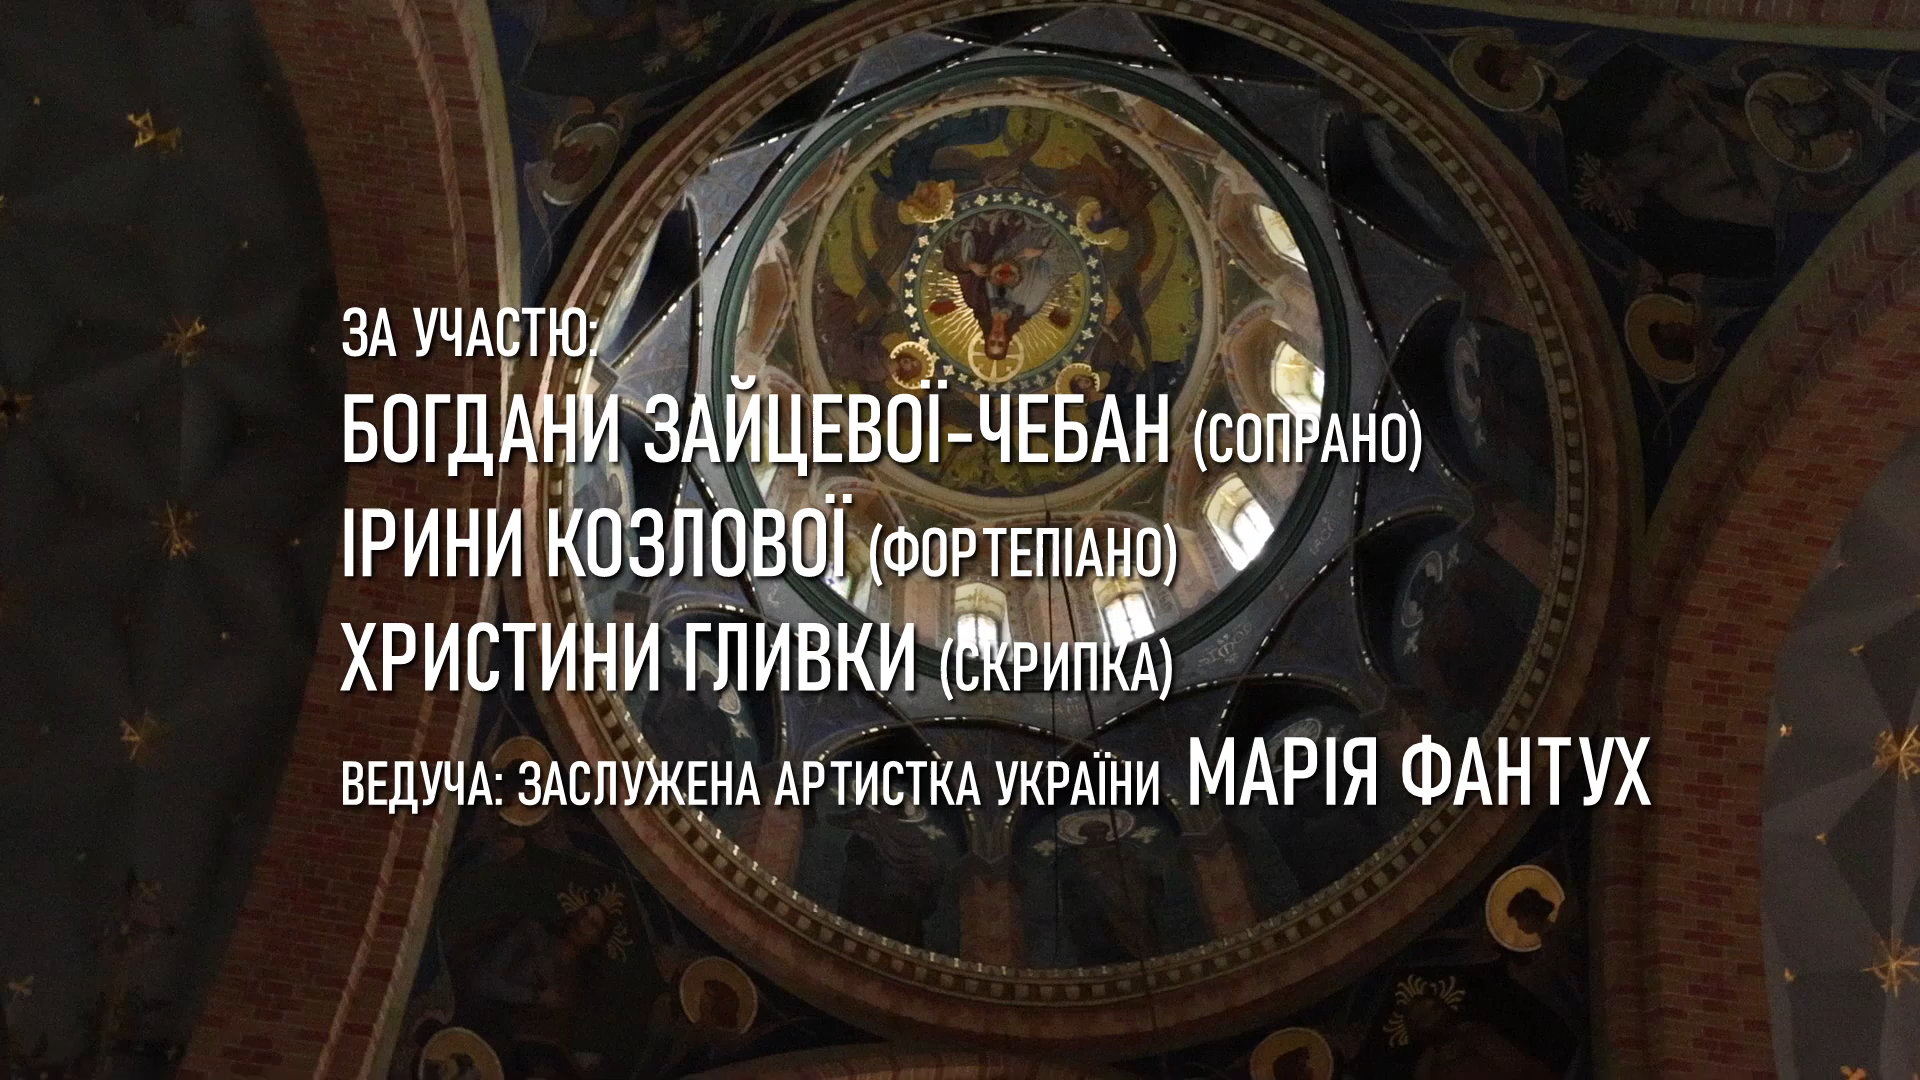 ЗА УЧАСТЮ:
БОГДАНИ ЗАЙЦЕВОЇ-ЧЕБАН (СОПРАНО)
ІРИНИ КОЗЛОВОЇ (ФОРТЕПІАНО)
ХРИСТИНИ ГЛИВКИ (СКРИПКА)
ВЕДУЧА: ЗАСЛУЖЕНА АРТИСТКА УКРАЇНИ МАРІЯ ФАНТУХ